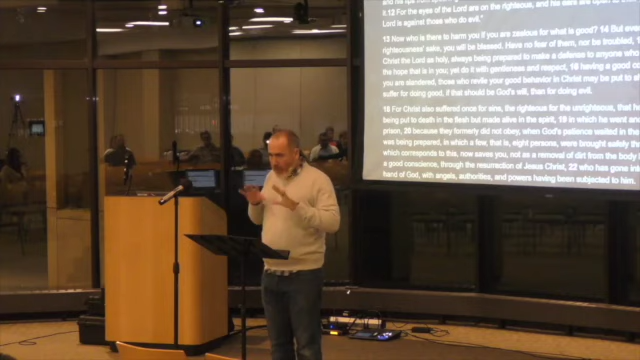 it.12 For the eyes of the Lord are on the righteous, and his ears are open to
Lord is against those who do evil."
13 Now who is there to harm you if you are zealous for what is good? 14 But even
righteousness' sake, you will be blessed. Have no fear of them, nor be troubled,
Christ the Lord as holy, always being prepared to make a defense to anyone who
the hope that is in you; yet do it with gentleness and respect, 16 having a good co
you are slandered, those who revile your good behavior in Christ may be put to
suffer for doing good, if that should be God's will, than for doing evil.
18 For Christ also suffered once for sins, the righteous for the unrighteous, that
being put to death in the flesh but made alive in the spirit, 19 in which he went
prison, 20 because they formerly did not obey, when God's patience waited in
was being prepared, in which a few, that is, eight persons, were brought safely
which corresponds to this, now saves you, not as a removal of dirt from the body
a good conscience, through the resurrection of Jesus Christ, 22 who has gone
hand of God, with angels, authorities, and powers having been subjected to him.